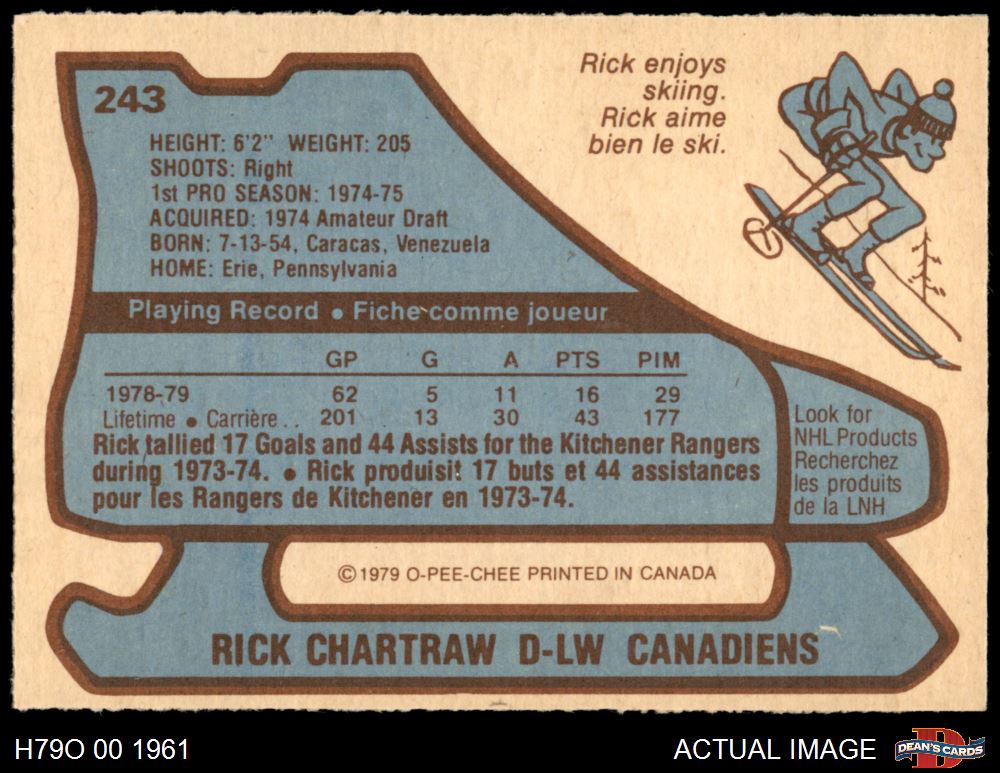 243
Rick enjoys
skiing.
Rick aime
bien le ski.
HEIGHT: 6'2" WEIGHT: 205
SHOOTS: Right
1st PRO SEASON: 1974-75
ACQUIRED: 1974 Amateur Draft
BORN: 7-13-54, Caracas, Venezuela
HOME: Erie, Pennsylvania
Playing Record • Fiche comme joueur
GP G A PTS PIM
1978-79 62 5 11 16 29
Lifetime • Carrière.. 201 13 30 43 177
Rick tallied 17 Goals and 44 Assists for the Kitchener Rangers
during 1973-74. • Rick produisit 17 buts et 44 assistances
pour les Rangers de Kitchener en 1973-74.
Look for
NHL Products
Recherchez
les produits
de la LNH
© 1979 O-PEE-CHEE PRINTED IN CANADA
RICK CHARTRAW D-LW CANADIENS
H79O 00 1961
ACTUAL IMAGE
D
DEAN'S CARDS